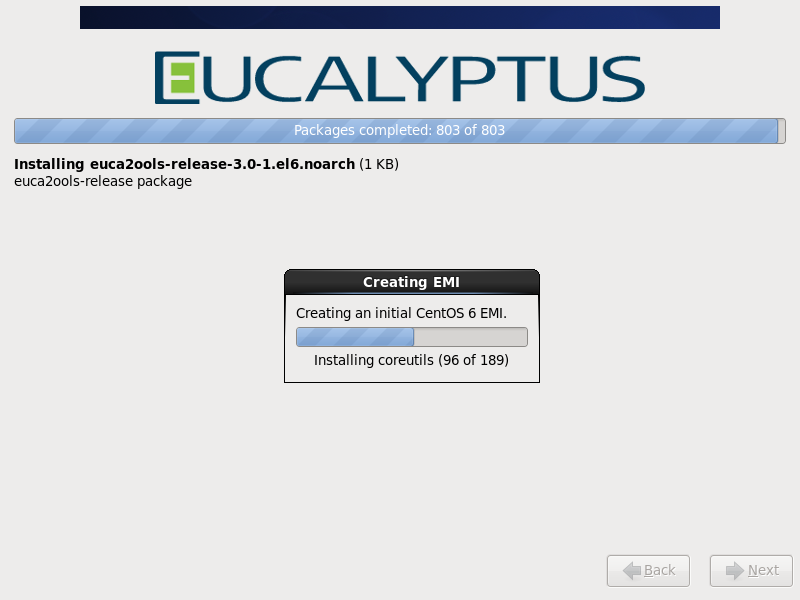 EUCALYPTUS
Packages completed: 803 of 803
Installing euca2ools-release-3.0-1.el6.noarch (1 KB)
euca2ools-release package
Creating EMI
Creating an initial CentOS 6 EMI.
Installing coreutils (96 of 189)
Back
Next